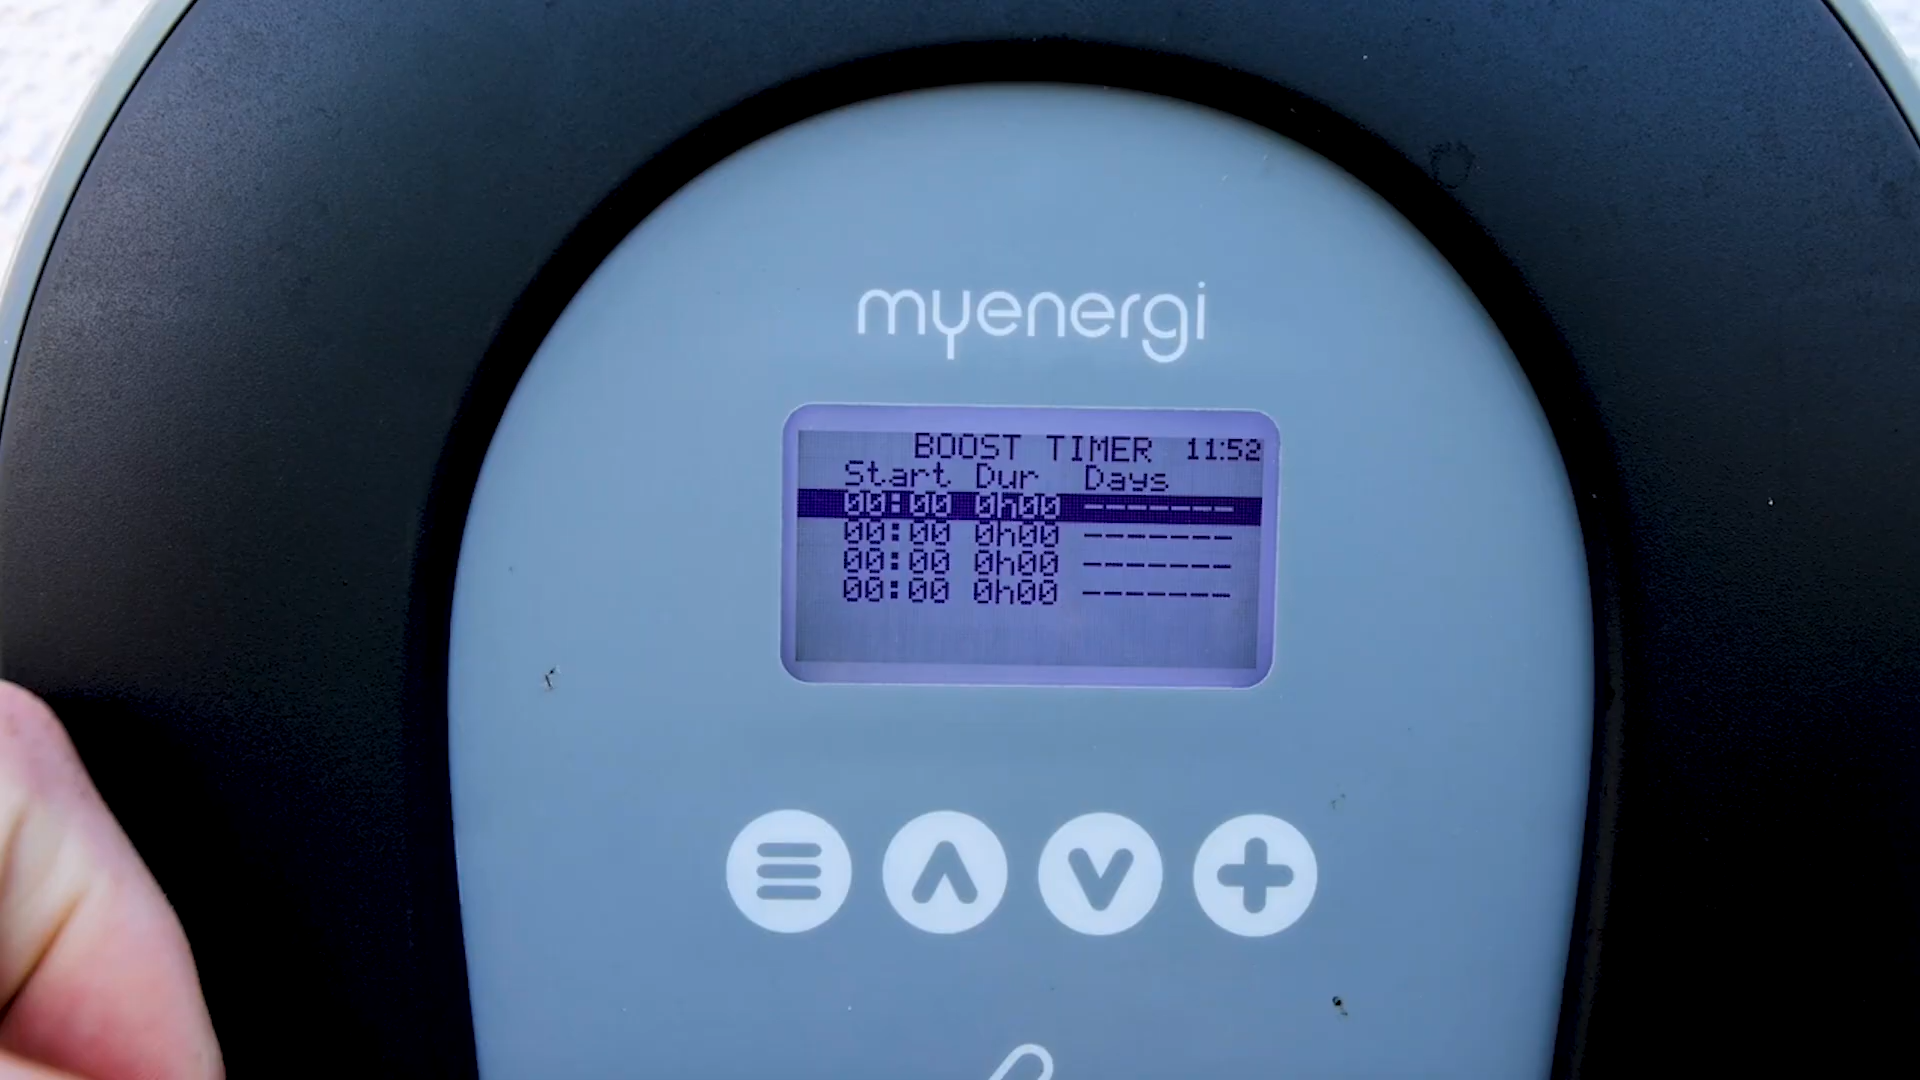 myenergi
BOOST TIMER 11:52
Start Dur Days
00:00 0h00 -------
00:00 0h00 -------
00:00 0h00 -------
00:00 0h00 -------